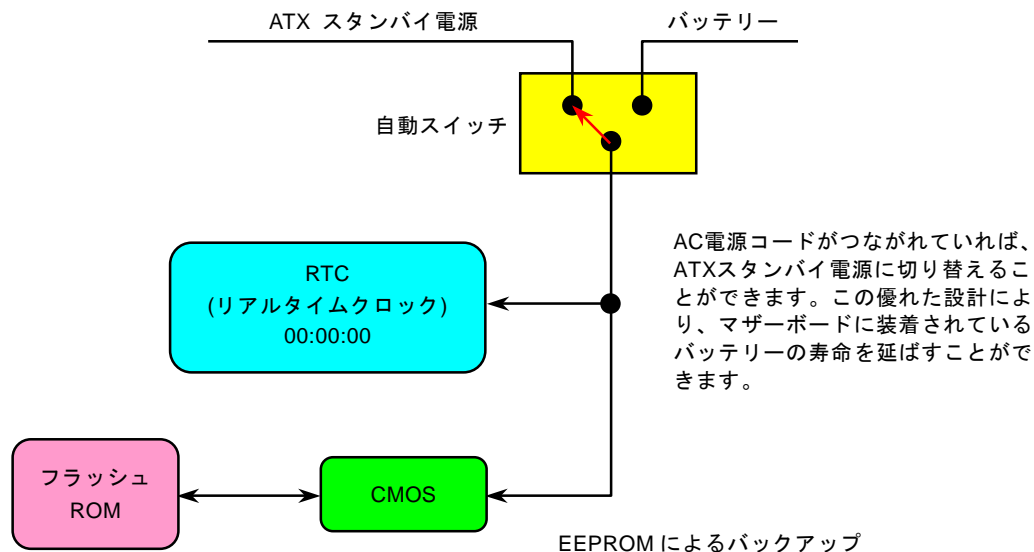 ATX スタンバイ電源
バッテリー
自動スイッチ
AC電源コードがつながれていれば、
ATXスタンバイ電源に切り替えるこ
とができます。この優れた設計によ
り、マザーボードに装着されている
バッテリーの寿命を延ばすことがで
きます。
RTC
(リアルタイムクロック)
00:00:00
フラッシュ
ROM
CMOS
EEPROM によるバックアップ